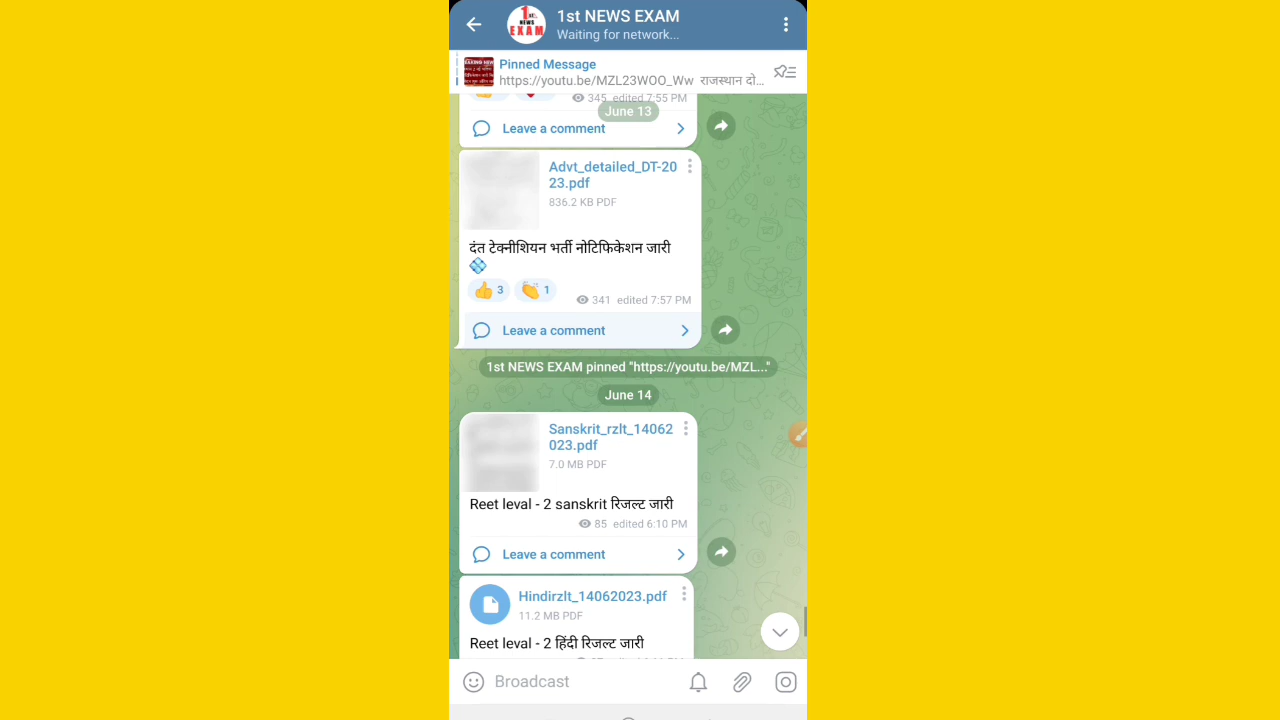 1st NEWS EXAM
Waiting for network...
1st
NEWS
EXAM
Pinned Message
https://youtu.be/MZL23WOO_Ww राजस्थान दो...
345 edited 7:55 PM
June 13
Leave a comment
Advt_detailed_DT-20
23.pdf
836.2 KB PDF
दंत टेक्नीशियन भर्ती नोटिफिकेशन जारी
3 1
341 edited 7:57 PM
Leave a comment
1st NEWS EXAM pinned "https://youtu.be/MZL..."
June 14
Sanskrit_rzlt_14062
023.pdf
7.0 MB PDF
Reet leval - 2 sanskrit रिजल्ट जारी
85 edited 6:10 PM
Leave a comment
Hindirzlt_14062023.pdf
11.2 MB PDF
Reet leval - 2 हिंदी रिजल्ट जारी
Broadcast